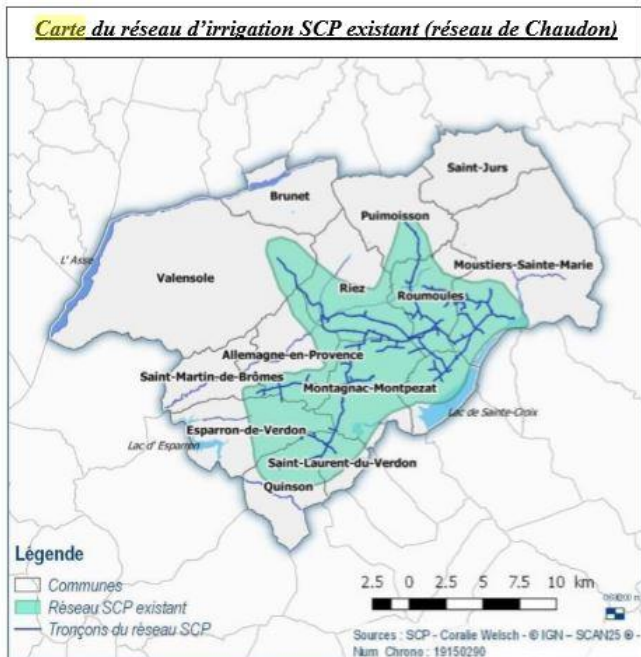 Carte du réseau d'irrigation SCP existant (réseau de Chaudon)
Saint-Jurs
Brunet
Puimoisson
L' Asse
Moustiers-Sainte-Marie
Valensole
Riez
Roumoules
Allemagne-en-Provence
Saint-Martin-de-Brômes
Montagnac-Montpezat
Lac de Sainte-Croix
Esparron-de-Verdon
Lac d' Esparron
Saint-Laurent-du-Verdon
Quinson
Légende
Communes
Réseau SCP existant
Tronçons du réseau SCP
2.5 0 2.5 5 7.5 10 km
Sources : SCP - Coralie Welsch - © IGN – SCAN25 ® -
Num Chrono : 19150290